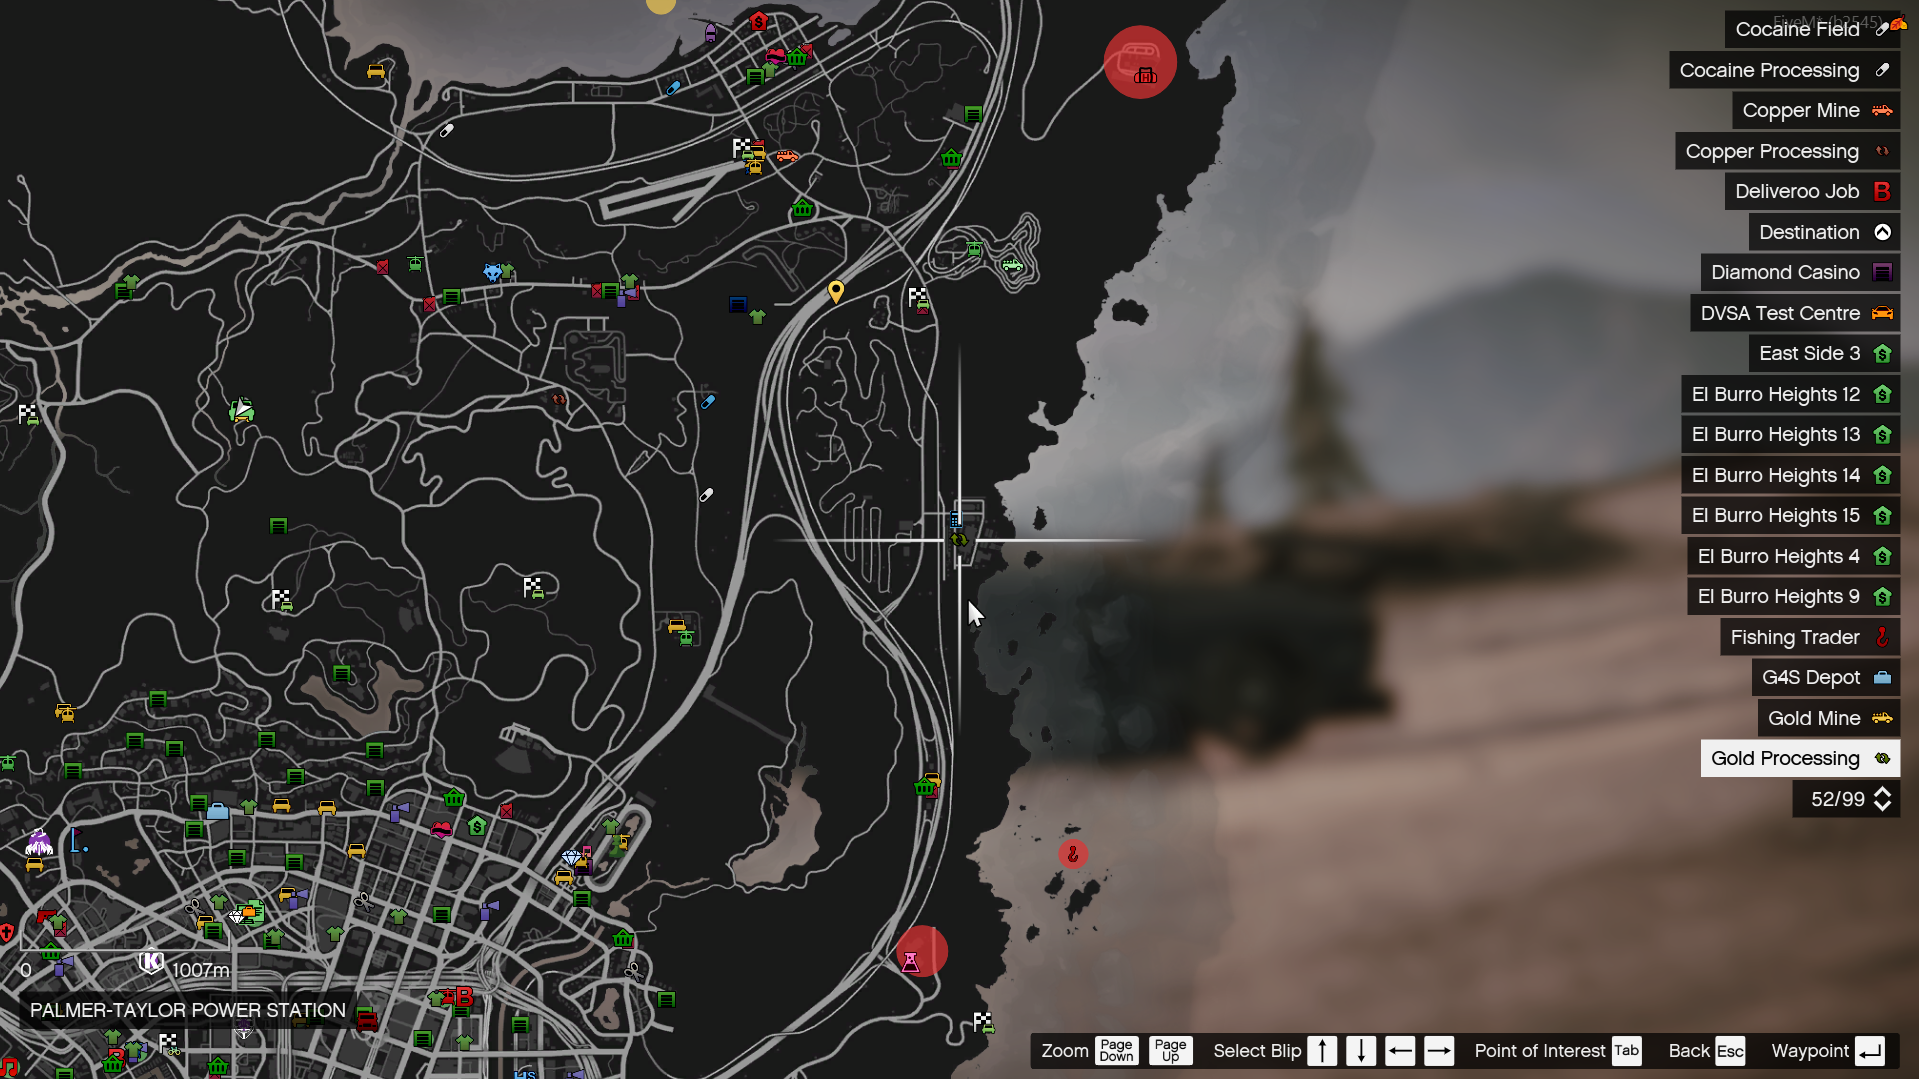 FiveM* (b2545)
Cocaine Field
Cocaine Processing
Copper Mine
Copper Processing
Deliveroo Job
B
Destination
Diamond Casino
DVSA Test Centre
East Side 3
El Burro Heights 12
El Burro Heights 13
El Burro Heights 14
El Burro Heights 15
El Burro Heights 4
El Burro Heights 9
Fishing Trader
G4S Depot
Gold Mine
Gold Processing
52/99
K
0
1007m
B
PALMER-TAYLOR POWER STATION
Zoom Page Down Page Up Select Blip ↑ ↓ ← → Point of Interest Tab Back Esc Waypoint